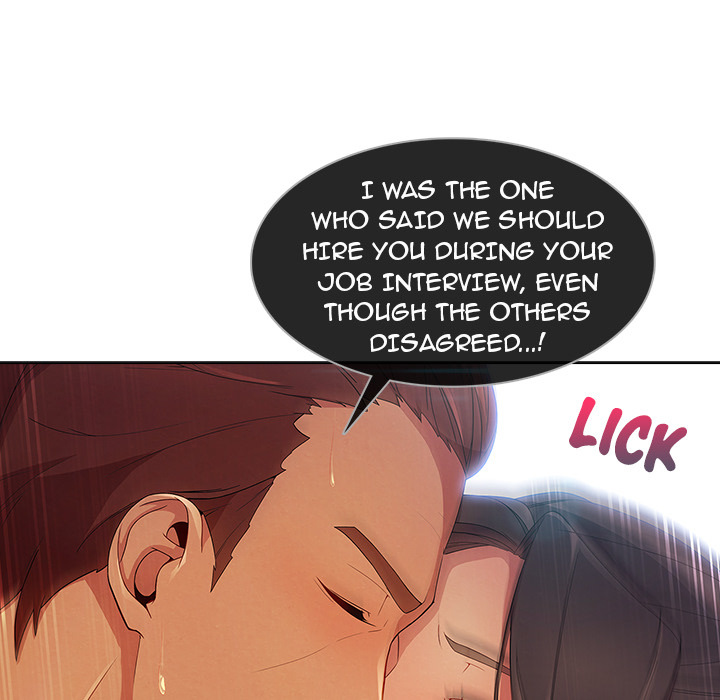 I WAS THE ONE
WHO SAID WE SHOULD
HIRE YOU DURING YOUR
JOB INTERVIEW, EVEN
THOUGH THE OTHERS
DISAGREED...!
LICK